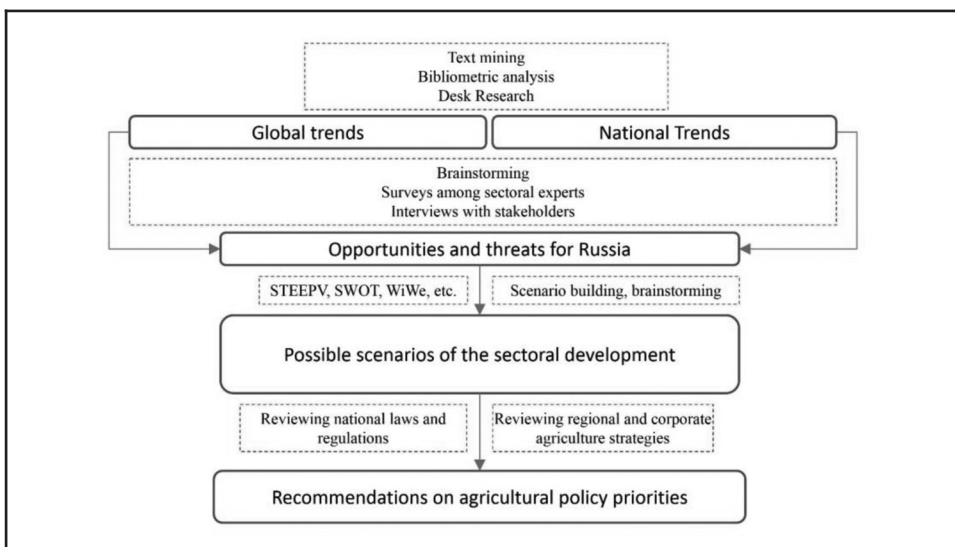 Text mining
Bibliometric analysis
Desk Research
Global trends
National Trends
Brainstorming
Surveys among sectoral experts
Interviews with stakeholders
Opportunities and threats for Russia
STEEPV, SWOT, WiWe, etc.
Scenario building, brainstorming
Possible scenarios of the sectoral development
Reviewing national laws and
regulations
Reviewing regional and corporate
agriculture strategies
Recommendations on agricultural policy priorities